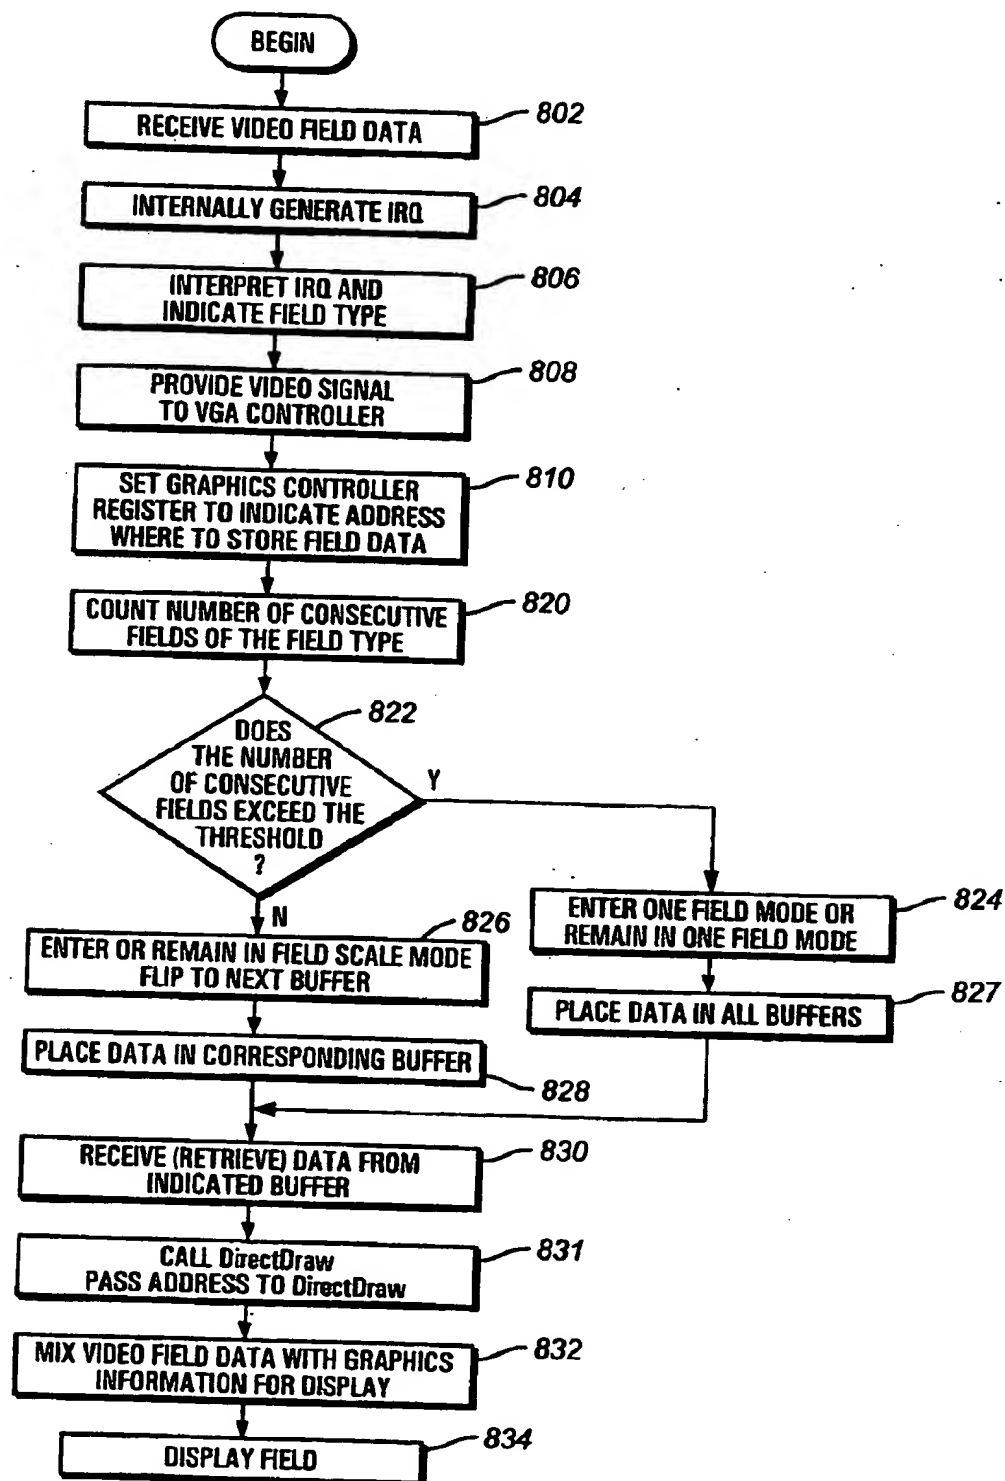 BEGIN
RECEIVE VIDEO FIELD DATA
802
INTERNALLY GENERATE IRQ
804
INTERPRET IRQ AND
INDICATE FIELD TYPE
806
PROVIDE VIDEO SIGNAL
TO VGA CONTROLLER
808
SET GRAPHICS CONTROLLER
REGISTER TO INDICATE ADDRESS
WHERE TO STORE FIELD DATA
810
COUNT NUMBER OF CONSECUTIVE
FIELDS OF THE FIELD TYPE
820
DOES
THE NUMBER
OF CONSECUTIVE
FIELDS EXCEED THE
THRESHOLD
?
822
Y
N
ENTER ONE FIELD MODE OR
REMAIN IN ONE FIELD MODE
824
ENTER OR REMAIN IN FIELD SCALE MODE
FLIP TO NEXT BUFFER
826
PLACE DATA IN ALL BUFFERS
827
PLACE DATA IN CORRESPONDING BUFFER
828
RECEIVE (RETRIEVE) DATA FROM
INDICATED BUFFER
830
CALL DirectDraw
PASS ADDRESS TO DirectDraw
831
MIX VIDEO FIELD DATA WITH GRAPHICS
INFORMATION FOR DISPLAY
832
DISPLAY FIELD
834